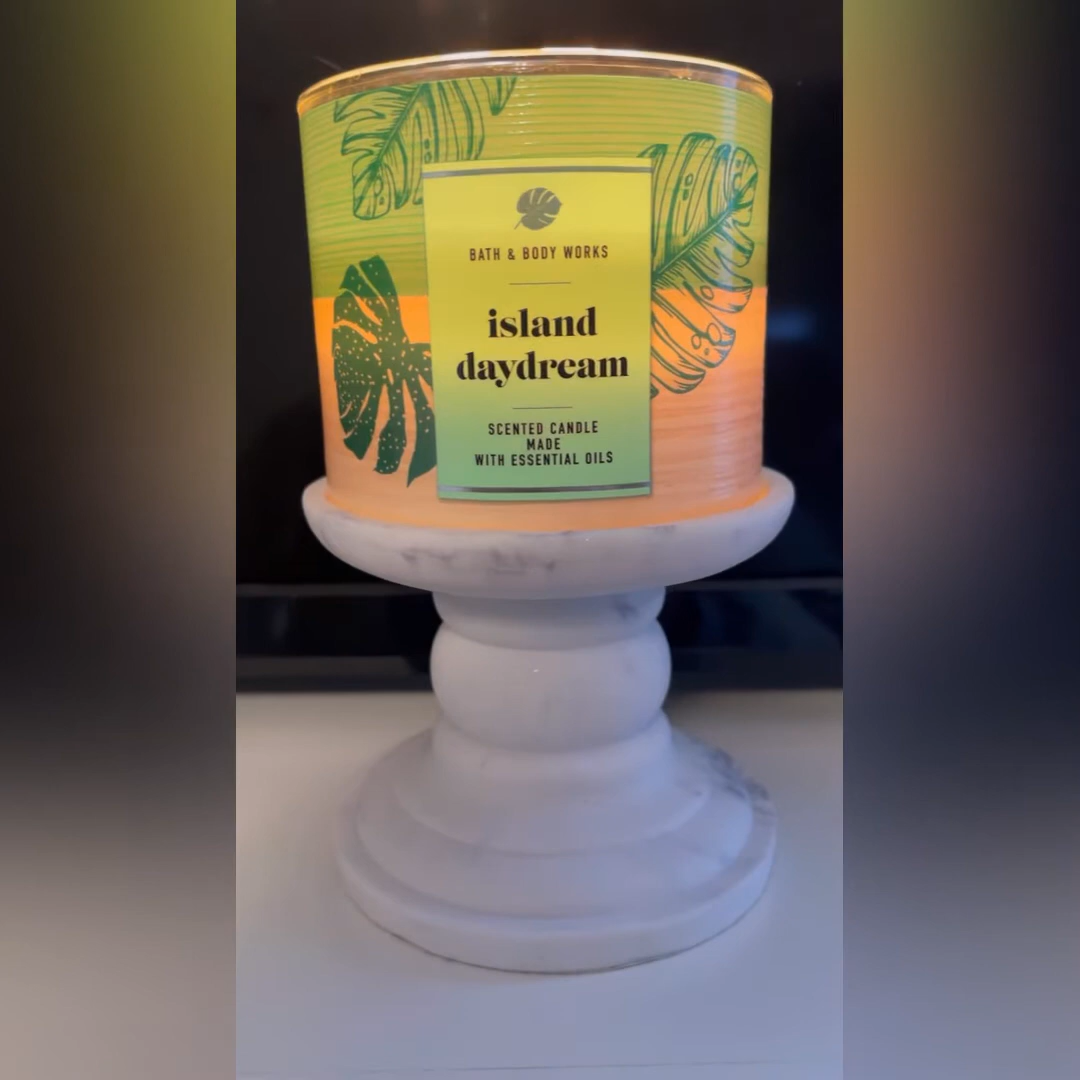 BATH & BODY WORKS
island
daydream
SCENTED CANDLE
MADE
WITH ESSENTIAL OILS